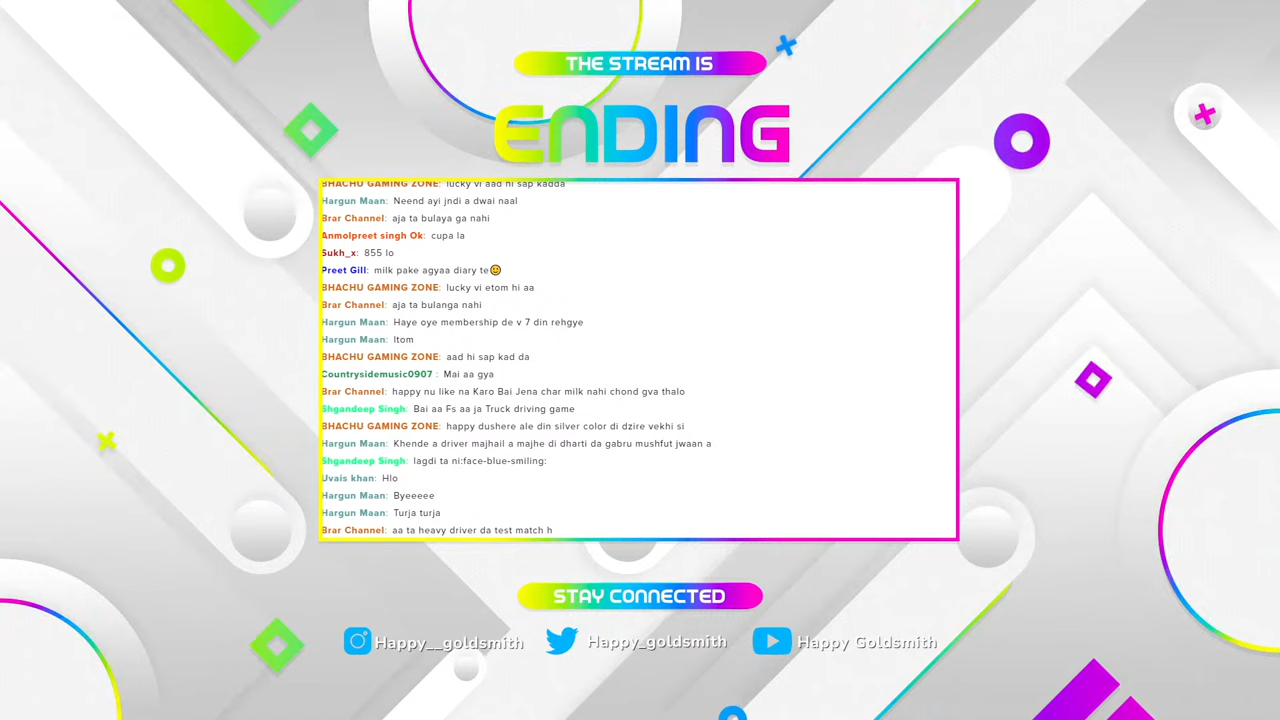 THE STREAM IS
ENDING
BHACHU GAMING ZONE: lucky vi aad hi sap kadda
Hargun Maan: Neend ayi jndi a dwai naal
Brar Channel: aja ta bulaya ga nahi
Anmolpreet singh Ok: cupa la
Sukh_x: 855 lo
Preet Gill: milk pake agyaa diary te🙂
BHACHU GAMING ZONE: lucky vi etom hi aa
Brar Channel: aja ta bulanga nahi
Hargun Maan: Haye oye membership de v 7 din rehgye
Hargun Maan: Itom
BHACHU GAMING ZONE: aad hi sap kad da
Countrysidemusic0907 : Mai aa gya
Brar Channel: happy nu like na Karo Bai Jena char milk nahi chond gva thalo
Shgandeep Singh: Bai aa Fs aa ja Truck driving game
BHACHU GAMING ZONE: happy dushere ale din silver color di dzire vekhi si
Hargun Maan: Khende a driver majhail a majhe di dharti da gabru mushfut jwaan a
Shgandeep Singh: lagdi ta ni:face-blue-smiling:
Uvais khan: Hlo
Hargun Maan: Byeeeee
Hargun Maan: Turja turja
Brar Channel: aa ta heavy driver da test match h
STAY CONNECTED
Happy__goldsmith Happy_goldsmith Happy Goldsmith